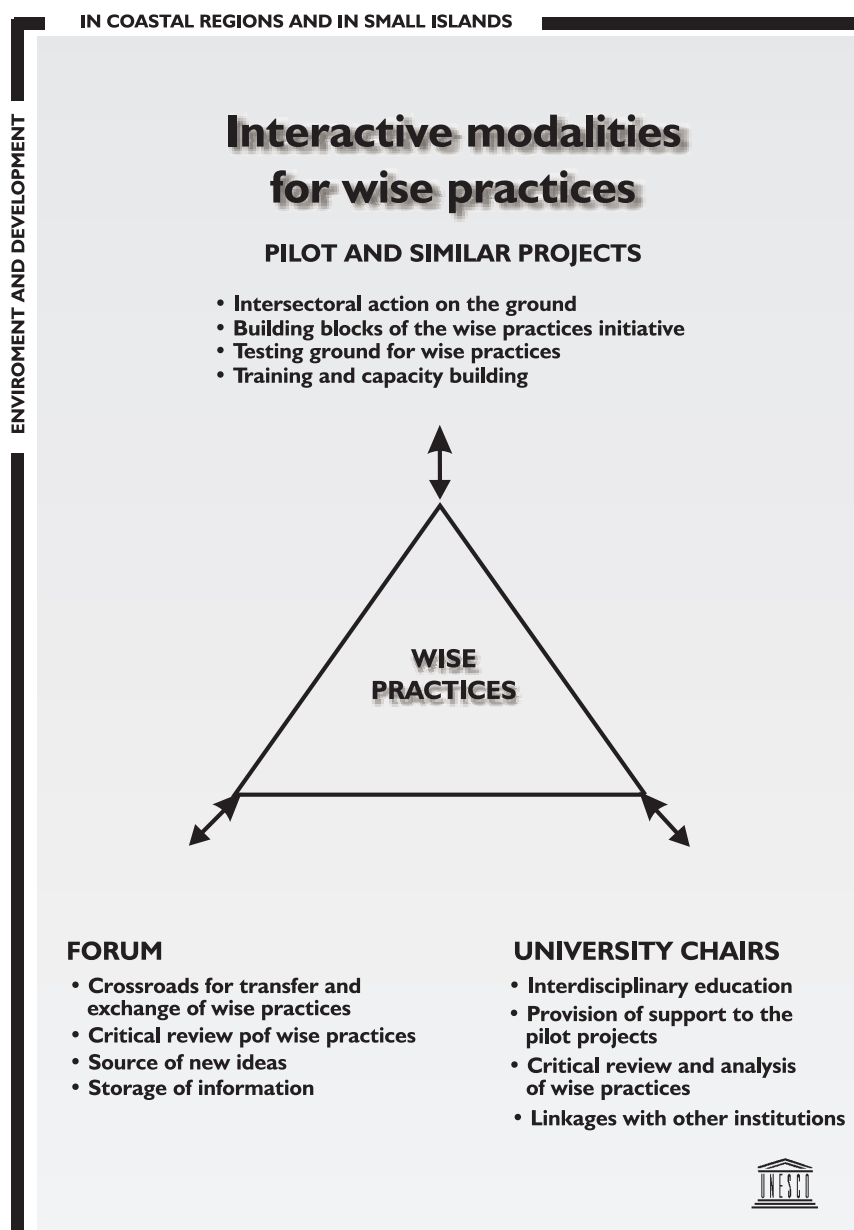 IN COASTAL REGIONS AND IN SMALL ISLANDS
ENVIROMENT AND DEVELOPMENT
Interactive modalities
for wise practices
PILOT AND SIMILAR PROJECTS
• Intersectoral action on the ground
• Building blocks of the wise practices initiative
• Testing ground for wise practices
• Training and capacity building
WISE
PRACTICES
FORUM
• Crossroads for transfer and
exchange of wise practices
• Critical review pof wise practices
• Source of new ideas
• Storage of information
UNIVERSITY CHAIRS
• Interdisciplinary education
• Provision of support to the
pilot projects
• Critical review and analysis
of wise practices
• Linkages with other institutions
UNESCO